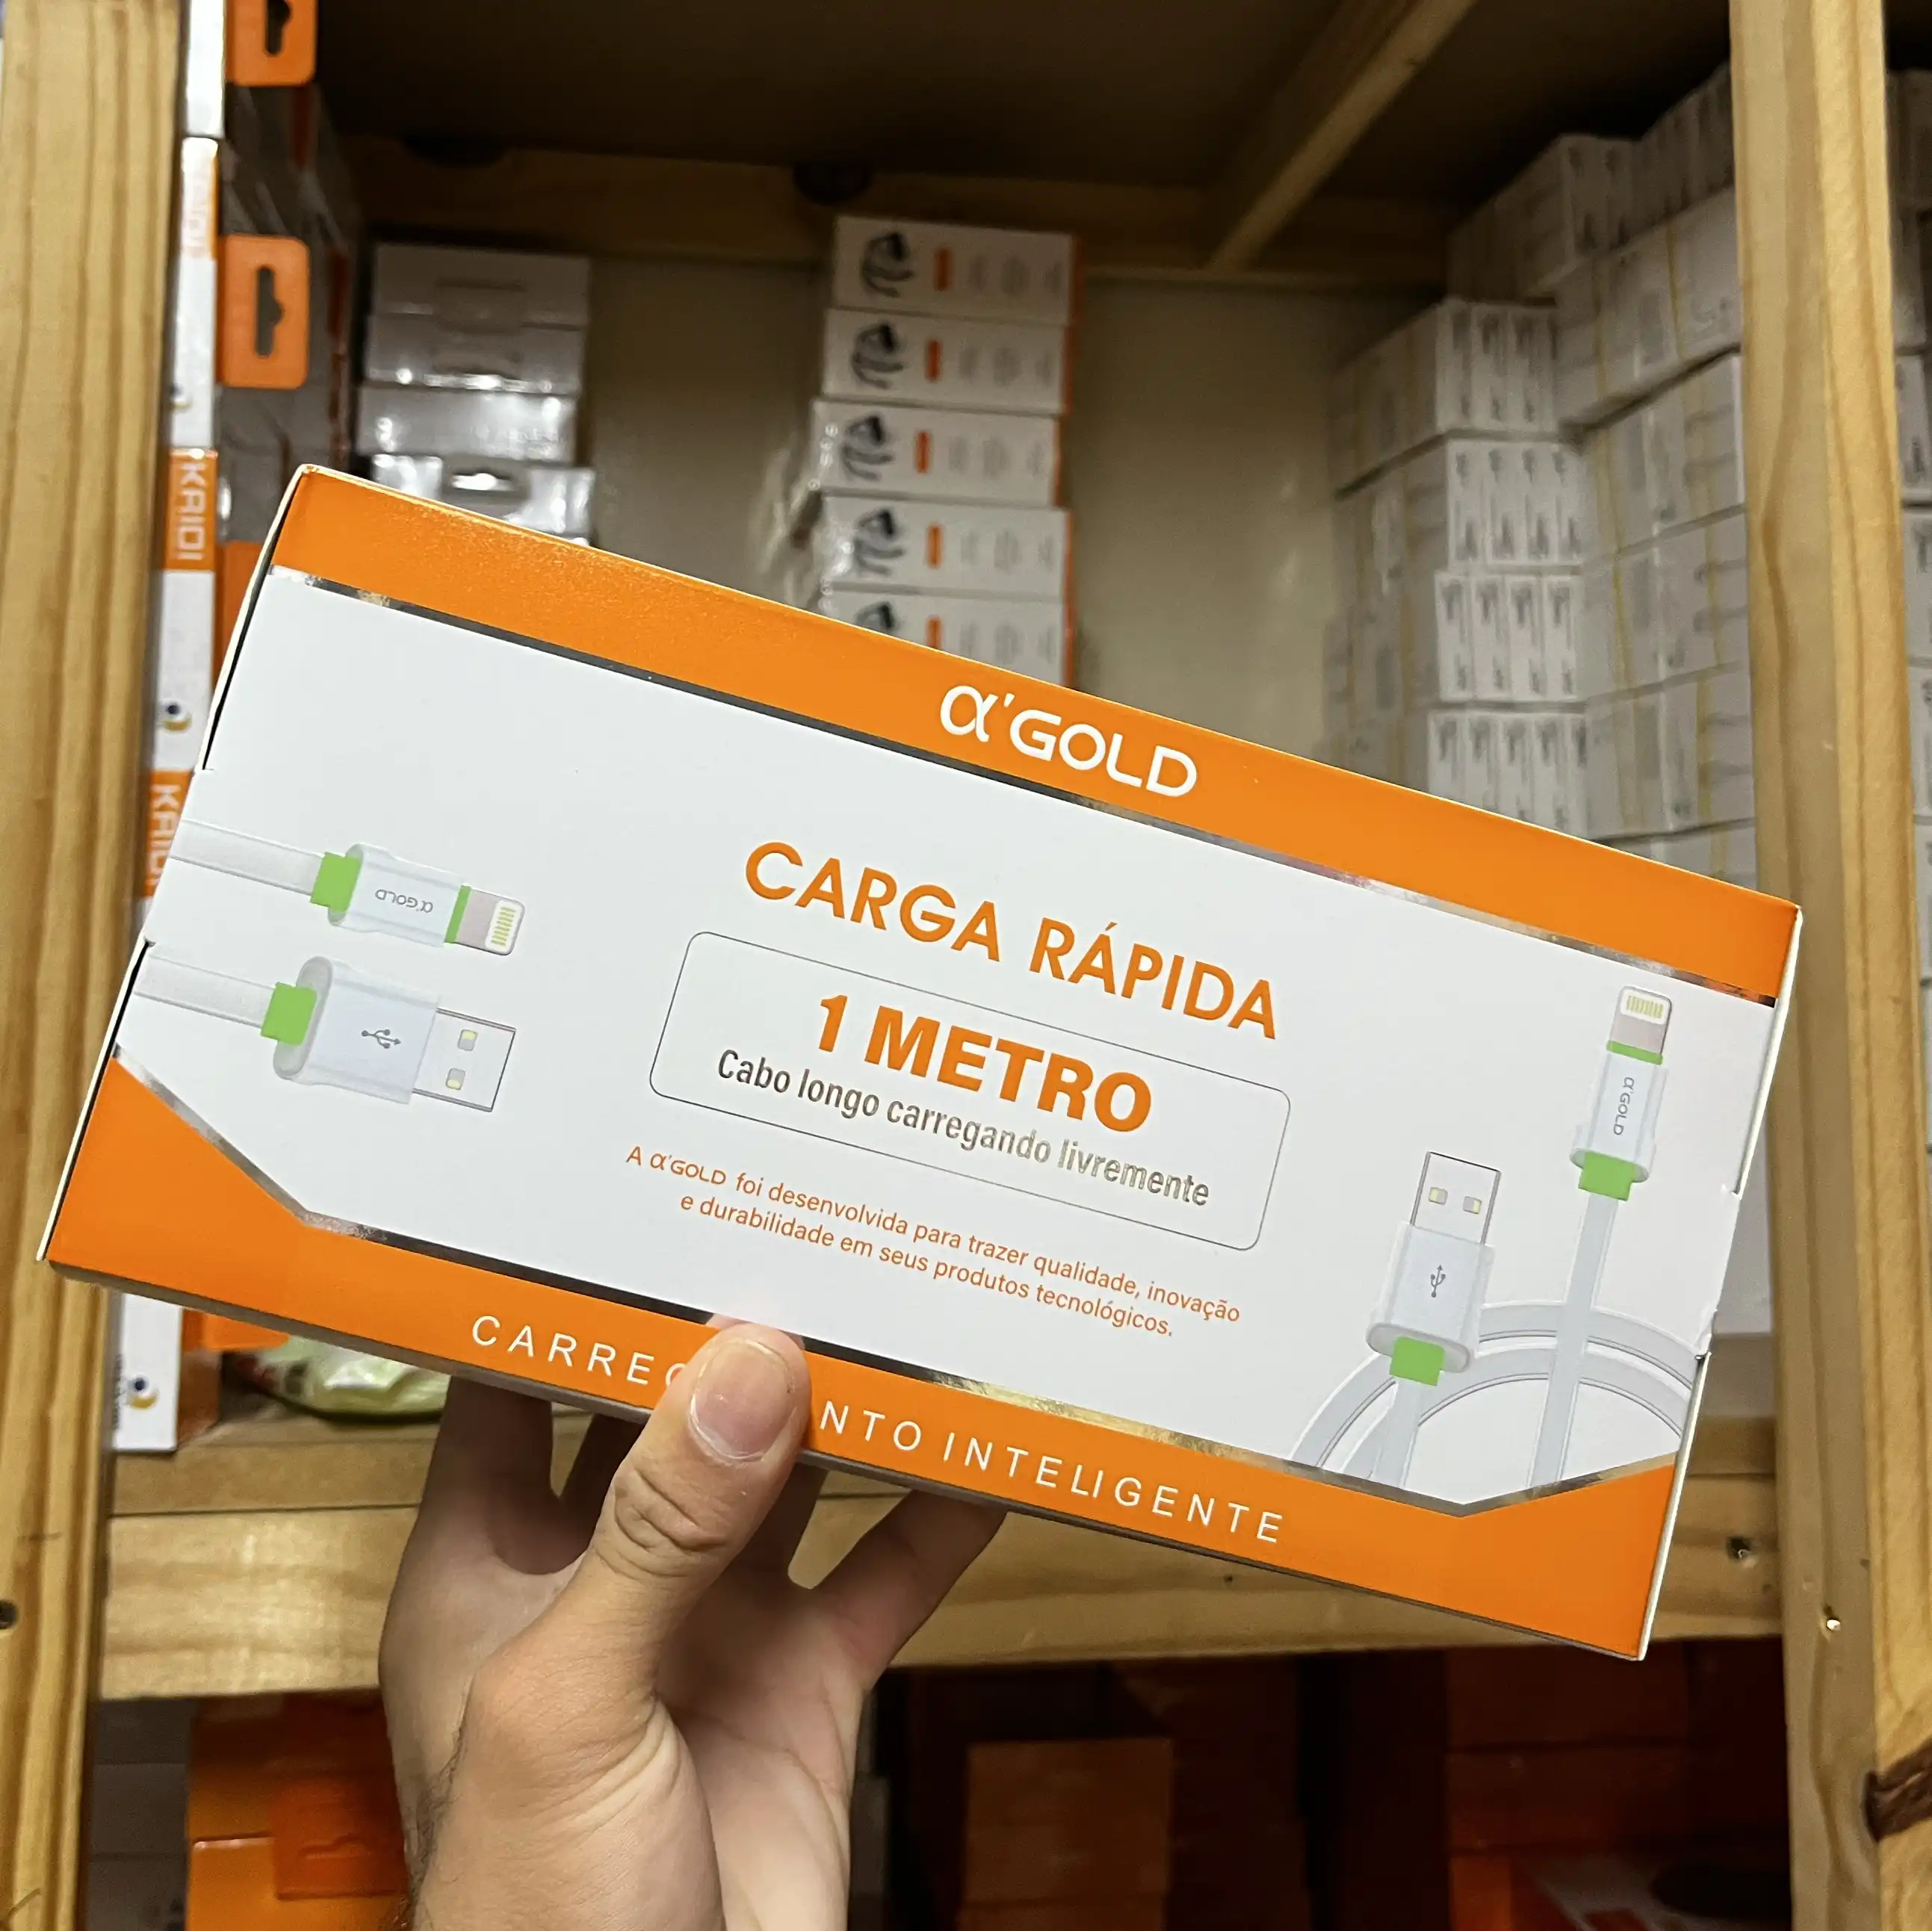 KAIDI
KAIDI
α'GOLD
CARGA RÁPIDA
1 METRO
Cabo longo carregando livremente
A α'GOLD foi desenvolvida para trazer qualidade, inovação
e durabilidade em seus produtos tecnológicos.
INTELIGENTE
α'GOLD
α'GOLD